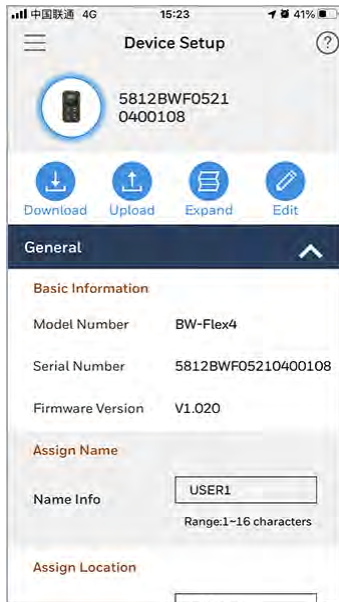 中国联通 4G 15:23 41%
Device Setup ?
5812BWF0521
0400108
Download Upload Expand Edit
General
Basic Information
Model Number BW-Flex4
Serial Number 5812BWF05210400108
Firmware Version V1.020
Assign Name
Name Info USER1
Range:1~16 characters
Assign Location